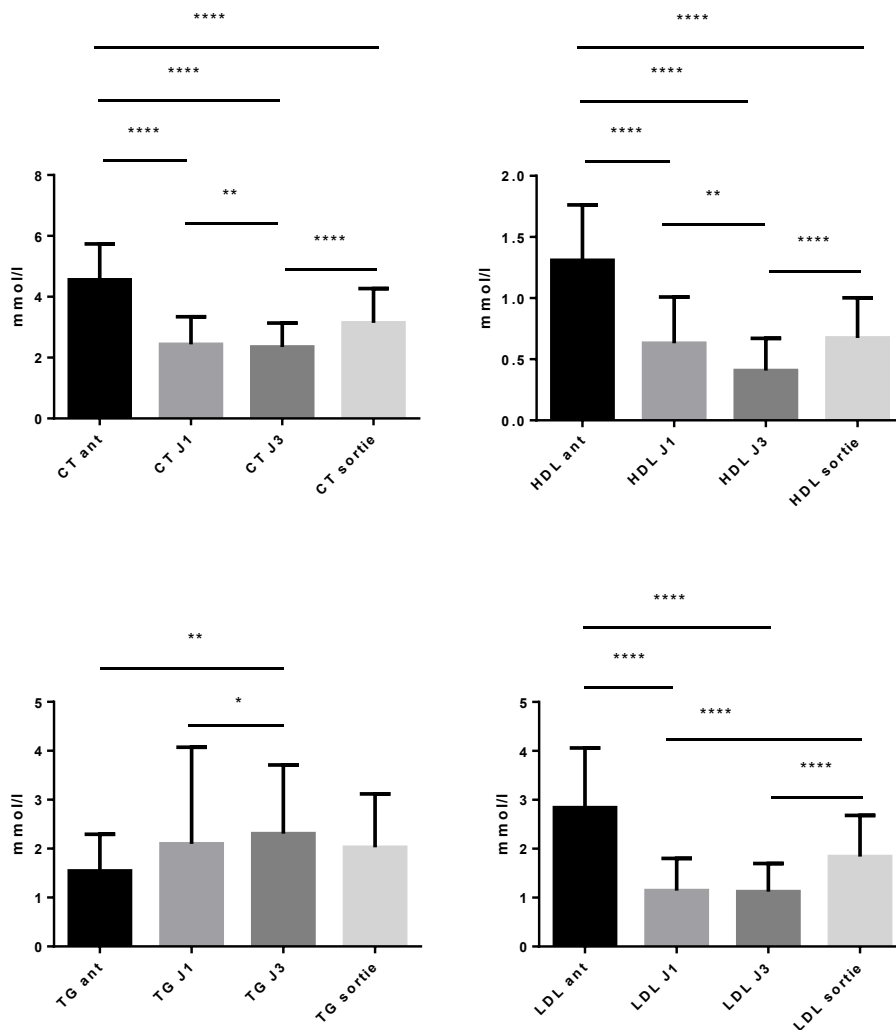 ****
****
****
**
****
8
6
4
2
0
mmol/l
CT ant
CT J1
CT J3
CT sortie
****
****
****
**
****
2.0
1.5
1.0
0.5
0.0
mmol/l
HDL ant
HDL J1
HDL J3
HDL sortie
**
*
5
4
3
2
1
0
mmol/l
TG ant
TG J1
TG J3
TG sortie
****
****
****
****
5
4
3
2
1
0
mmol/l
LDL ant
LDL J1
LDL J3
LDL sortie